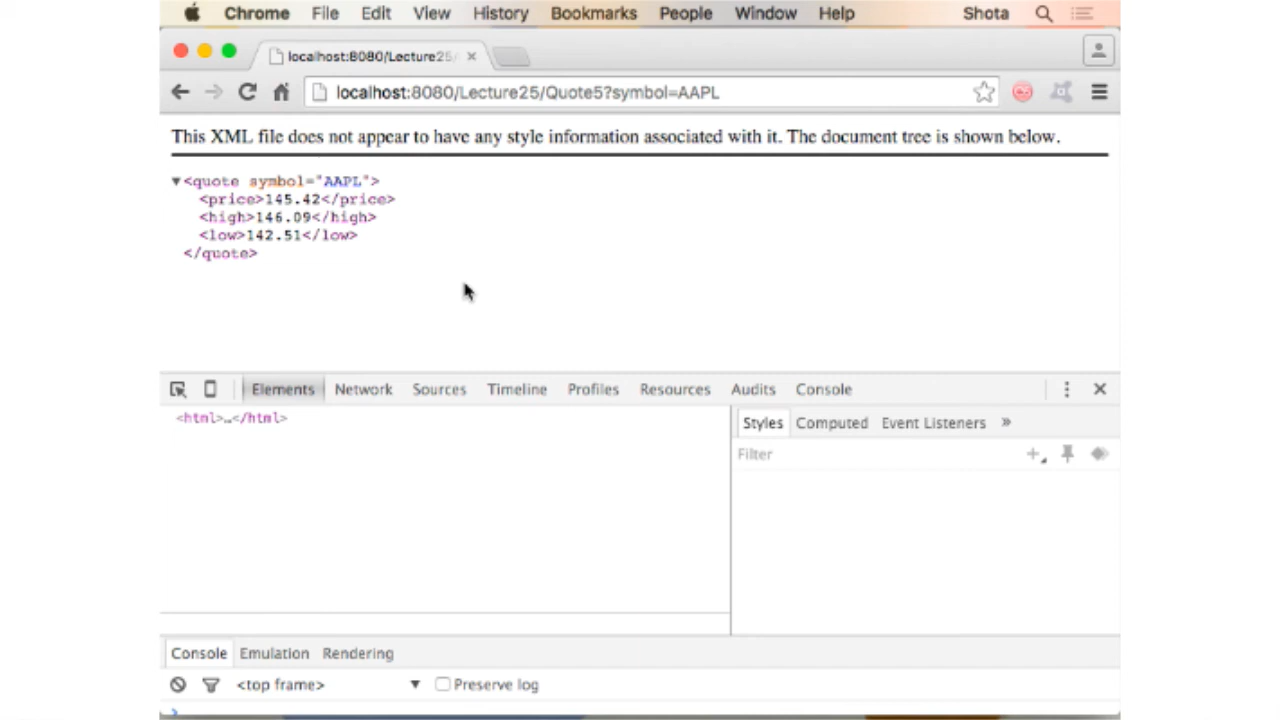 Chrome File Edit View History Bookmarks People Window Help Shota
localhost:8080/Lecture25/
localhost:8080/Lecture25/Quote5?symbol=AAPL
This XML file does not appear to have any style information associated with it. The document tree is shown below.
▼<quote symbol="AAPL">
<price>145.42</price>
<high>146.09</high>
<low>142.51</low>
</quote>
Elements Network Sources Timeline Profiles Resources Audits Console
<html>…</html>
Styles Computed Event Listeners »
Filter
Console Emulation Rendering
<top frame> ▼ Preserve log